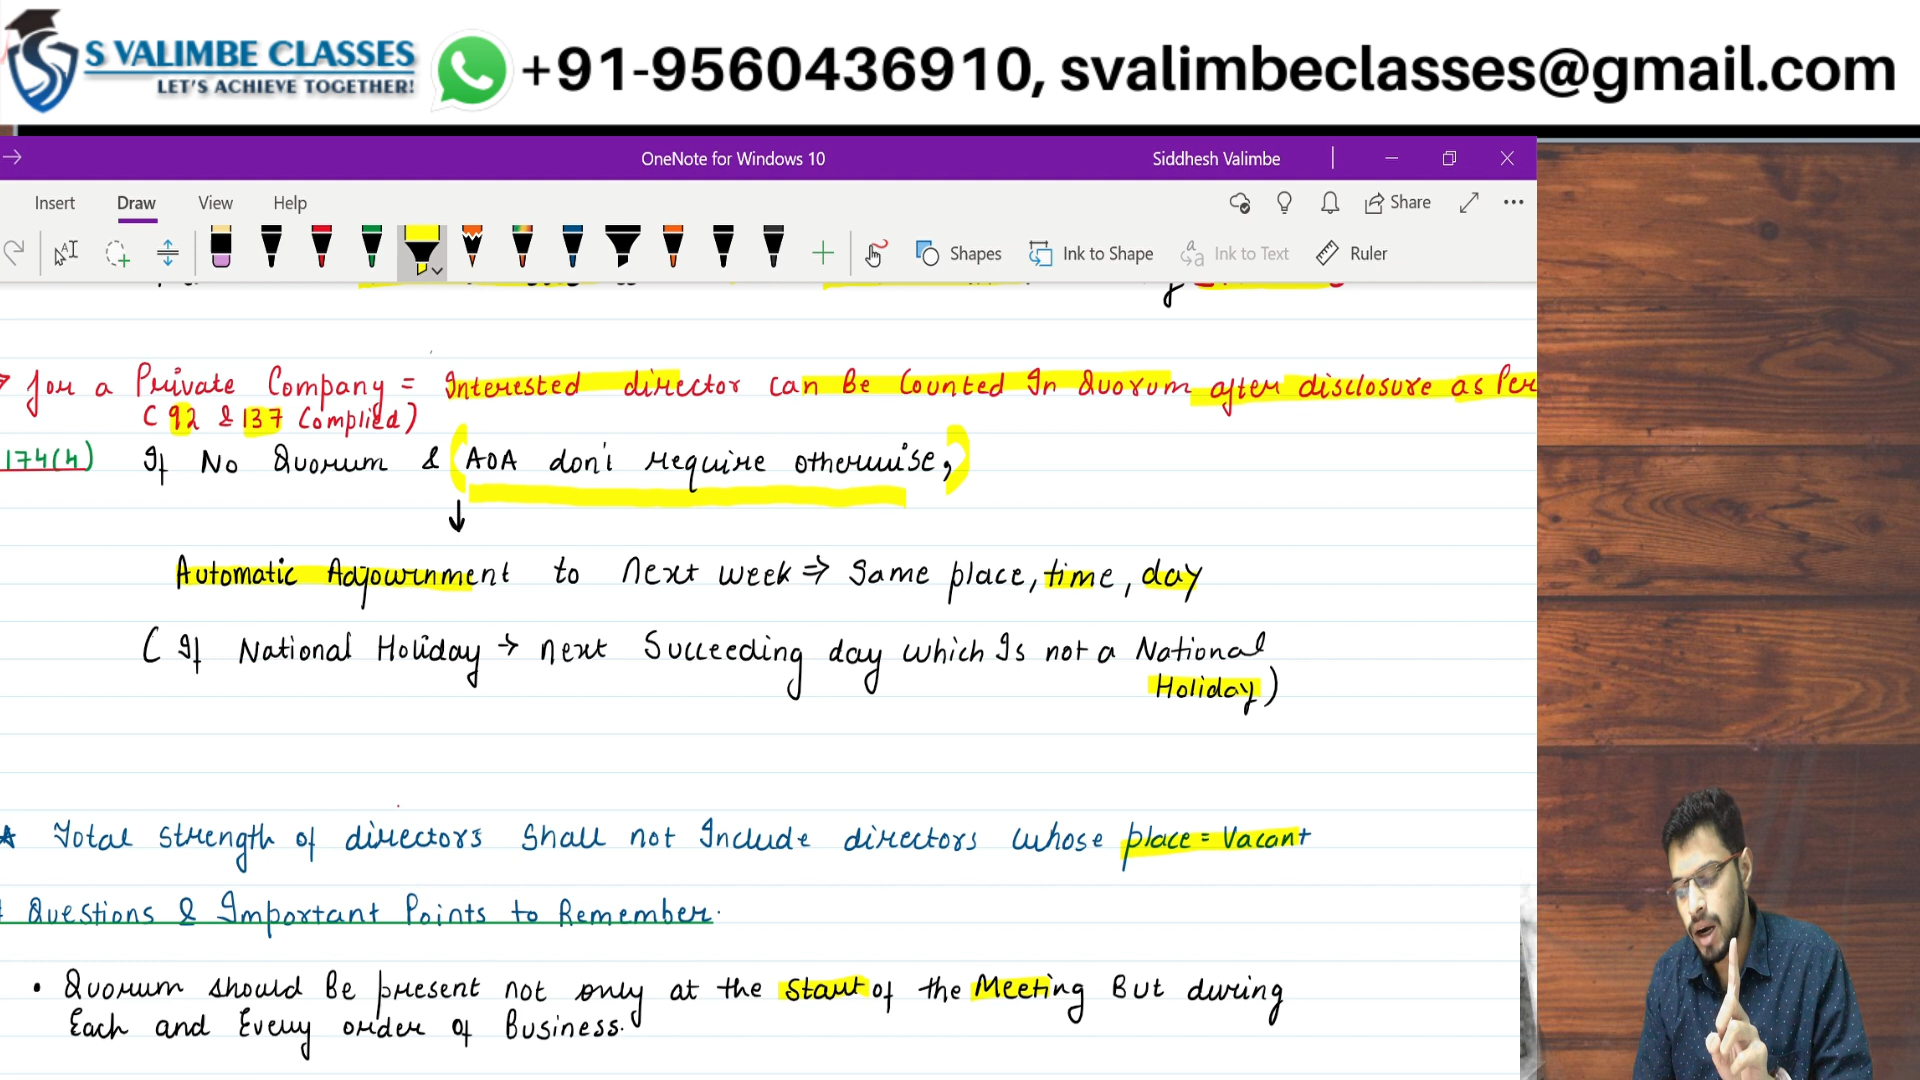 S VALIMBE CLASSES
LET'S ACHIEVE TOGETHER!
+91-9560436910, svalimbeclasses@gmail.com
OneNote for Windows 10
Siddhesh Valimbe
Insert Draw View Help
Share
Shapes Ink to Shape Ink to Text Ruler
for a Private Company = Interested director can Be Counted In Quorum after disclosure as Per
( 92 & 137 Complied )
174(4) If No Quorum & (AOA don't require otherwise,)
Automatic Adjournment to next week → Same place, time, day
( If National Holiday → next Succeeding day which Is not a National
Holiday )
Total strength of directors Shall not Include directors whose place = Vacant
Questions & Important Points to Remember.
• Quorum should Be present not only at the start of the Meeting But during
Each and Every order of Business.